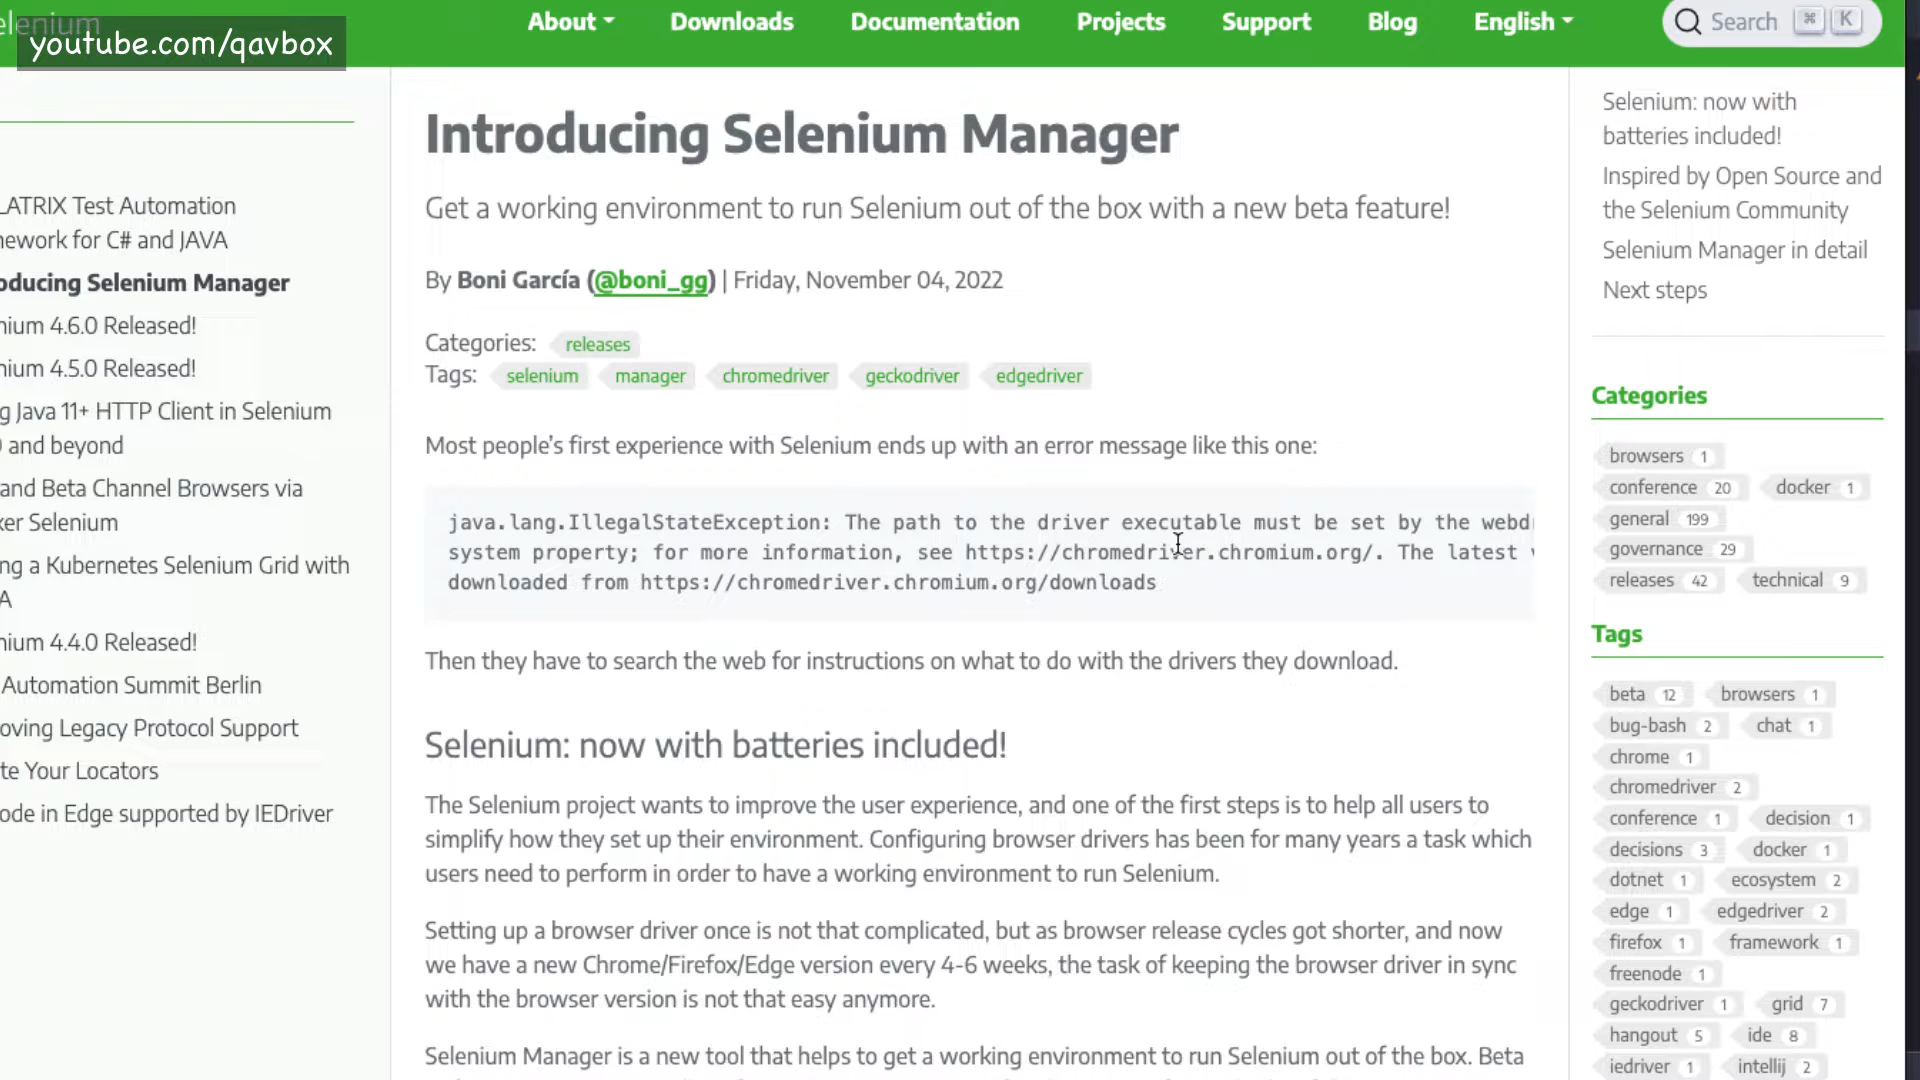 elenium
youtube.com/qavbox
About
Downloads
Documentation
Projects
Support
Blog
English
Search ⌘ K
LATRIX Test Automation
nework for C# and JAVA
oducing Selenium Manager
nium 4.6.0 Released!
nium 4.5.0 Released!
g Java 11+ HTTP Client in Selenium
0 and beyond
and Beta Channel Browsers via
ker Selenium
ng a Kubernetes Selenium Grid with
A
nium 4.4.0 Released!
Automation Summit Berlin
oving Legacy Protocol Support
te Your Locators
ode in Edge supported by IEDriver
Introducing Selenium Manager
Get a working environment to run Selenium out of the box with a new beta feature!
By Boni García (@boni_gg) | Friday, November 04, 2022
Categories: releases
Tags: selenium manager chromedriver geckodriver edgedriver
Most people’s first experience with Selenium ends up with an error message like this one:
java.lang.IllegalStateException: The path to the driver executable must be set by the webd
system property; for more information, see https://chromedriver.chromium.org/. The latest
downloaded from https://chromedriver.chromium.org/downloads
Then they have to search the web for instructions on what to do with the drivers they download.
Selenium: now with batteries included!
The Selenium project wants to improve the user experience, and one of the first steps is to help all users to
simplify how they set up their environment. Configuring browser drivers has been for many years a task which
users need to perform in order to have a working environment to run Selenium.
Setting up a browser driver once is not that complicated, but as browser release cycles got shorter, and now
we have a new Chrome/Firefox/Edge version every 4-6 weeks, the task of keeping the browser driver in sync
with the browser version is not that easy anymore.
Selenium Manager is a new tool that helps to get a working environment to run Selenium out of the box. Beta
Selenium: now with
batteries included!
Inspired by Open Source and
the Selenium Community
Selenium Manager in detail
Next steps
Categories
browsers 1
conference 20 docker 1
general 199
governance 29
releases 42 technical 9
Tags
beta 12 browsers 1
bug-bash 2 chat 1
chrome 1
chromedriver 2
conference 1 decision 1
decisions 3 docker 1
dotnet 1 ecosystem 2
edge 1 edgedriver 2
firefox 1 framework 1
freenode 1
geckodriver 1 grid 7
hangout 5 ide 8
iedriver 1 intellij 2